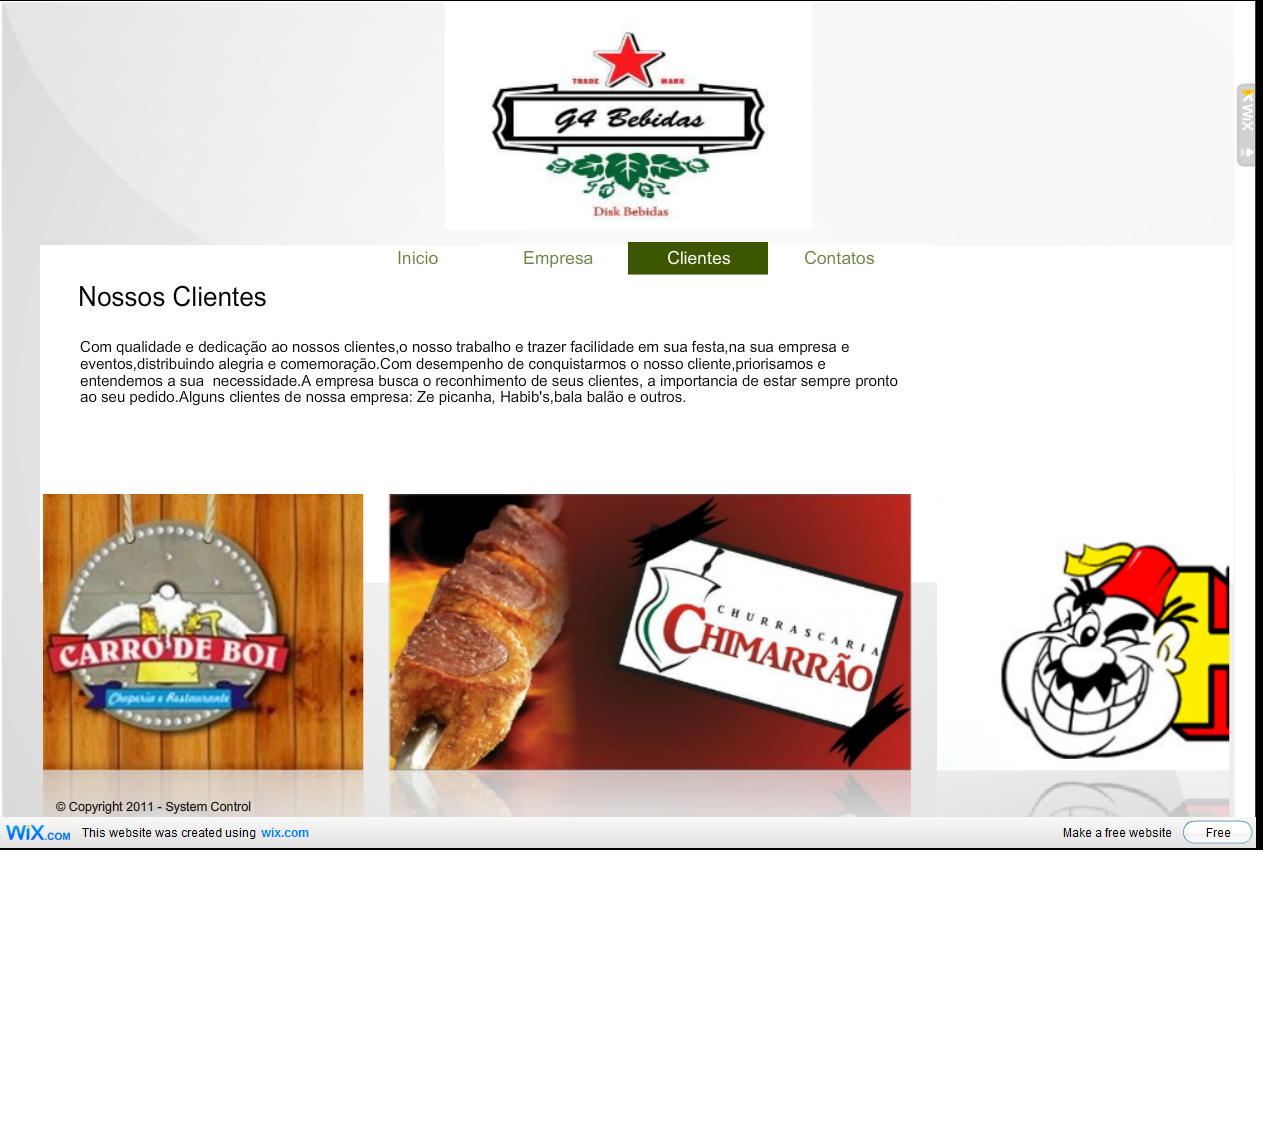 TRADE MARK
G4 Bebidas
Disk Bebidas
WiX
Inicio Empresa Clientes Contatos
Nossos Clientes
Com qualidade e dedicação ao nossos clientes,o nosso trabalho e trazer facilidade em sua festa,na sua empresa e
eventos,distribuindo alegria e comemoração.Com desempenho de conquistarmos o nosso cliente,priorisamos e
entendemos a sua  necessidade.A empresa busca o reconhimento de seus clientes, a importancia de estar sempre pronto
ao seu pedido.Alguns clientes de nossa empresa: Ze picanha, Habib's,bala balão e outros.
CARRO DE BOI
Choperia e Restaurante
CHURRASCARIA
CHIMARRÃO
H
© Copyright 2011 - System Control
WiX.COM This website was created using wix.com Make a free website Free